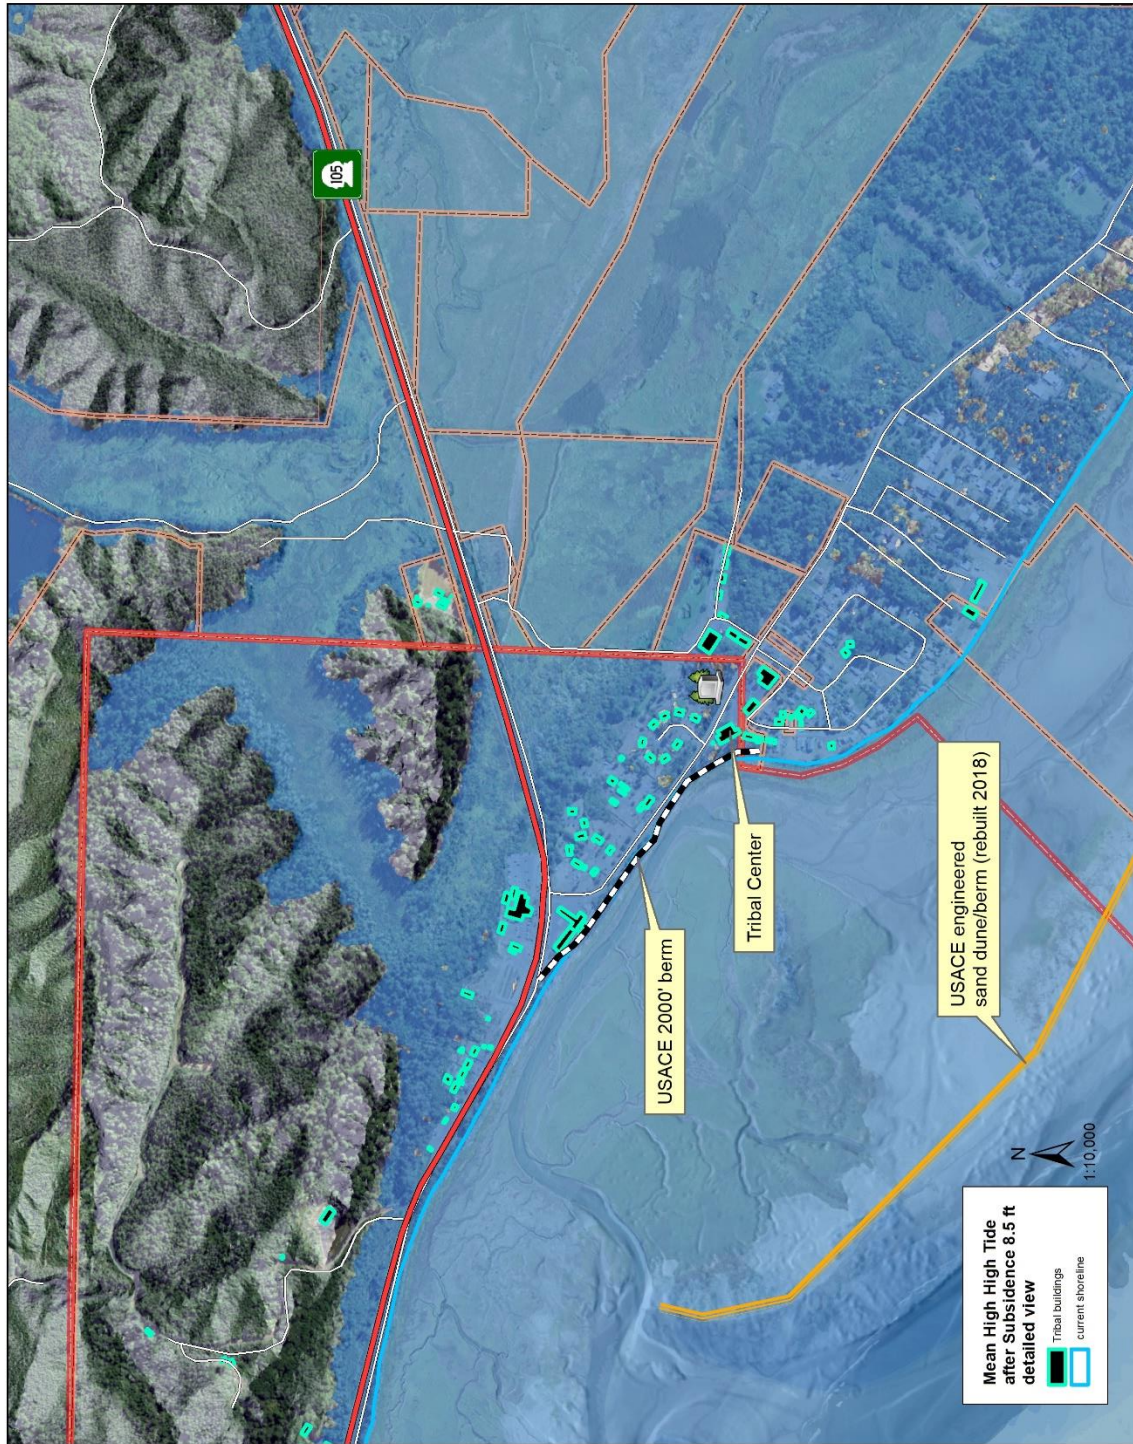 105
Tribal Center
USACE 2000' berm
USACE engineered
sand dune/berm (rebuilt 2018)
N
1:10,000
Mean High High Tide
after Subsidence 8.5 ft
detailed view
Tribal buildings
current shoreline